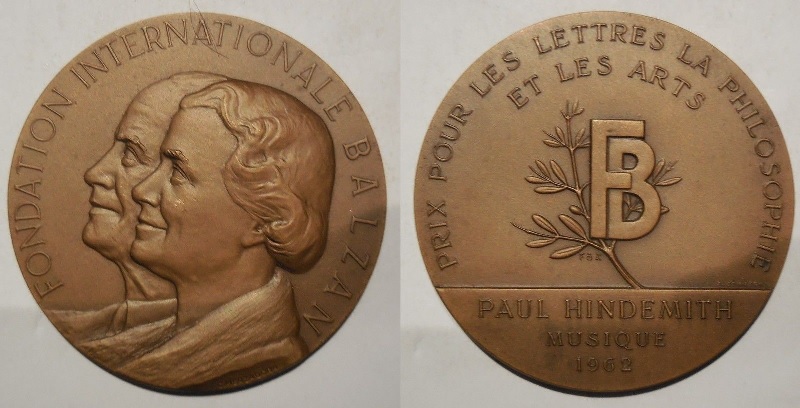 FONDATION INTERNATIONALE BALZAN
PRIX POUR LES LETTRES LA PHILOSOPHIE
ET LES ARTS
FB
PAUL HINDEMITH
MUSIQUE
1962